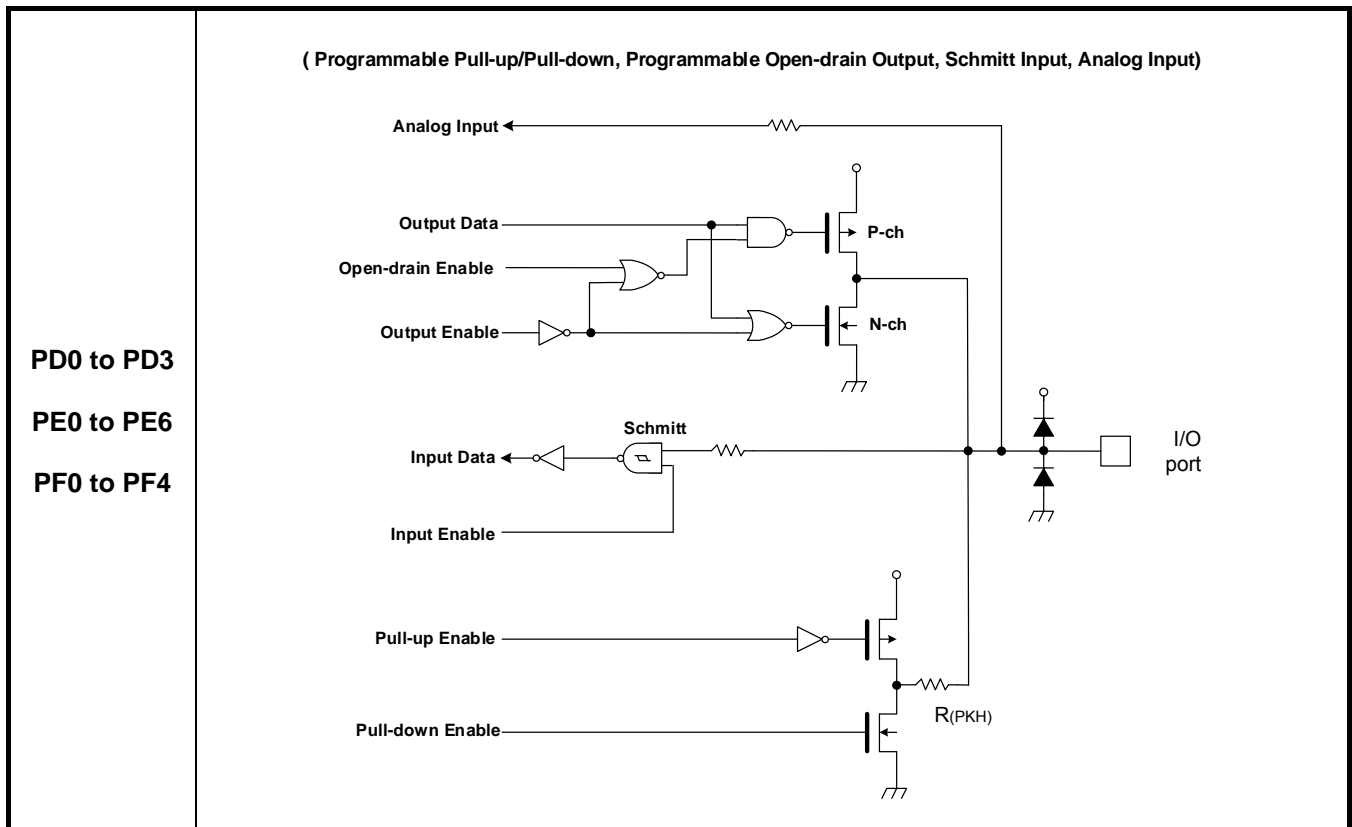 ( Programmable Pull-up/Pull-down, Programmable Open-drain Output, Schmitt Input, Analog Input)
PD0 to PD3
PE0 to PE6
PF0 to PF4
Analog Input
Output Data
P-ch
Open-drain Enable
Output Enable
N-ch
Schmitt
Input Data
I/O
port
Input Enable
Pull-up Enable
R(PKH)
Pull-down Enable